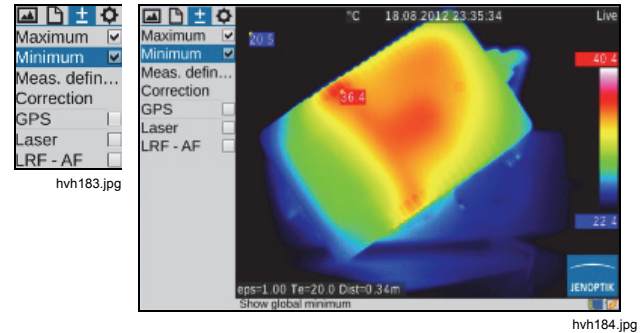 Maximum
Minimum
Meas. defin...
Correction
GPS
Laser
LRF - AF
hvh183.jpg
°C 18.08.2012 23:35:34 Live
Maximum
Minimum
Meas. defin...
Correction
GPS
Laser
LRF - AF
20.5
36.4
40.4
22.4
JENOPTIK
eps=1.00 Te=20.0 Dist=0.34m
Show global minimum
hvh184.jpg